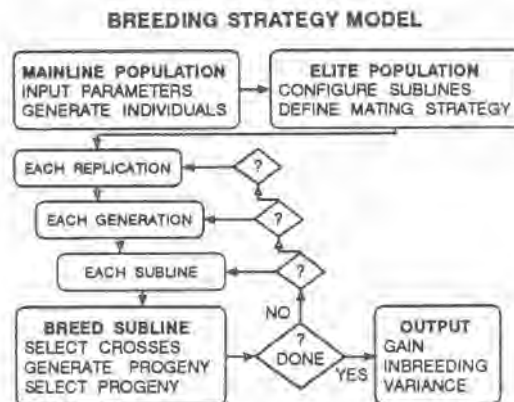 BREEDING STRATEGY MODEL
MAINLINE POPULATION
INPUT PARAMETERS
GENERATE INDIVIDUALS
ELITE POPULATION
CONFIGURE SUBLINES
DEFINE MATING STRATEGY
EACH REPLICATION
?
EACH GENERATION
?
EACH SUBLINE
?
NO
BREED SUBLINE
SELECT CROSSES
GENERATE PROGENY
SELECT PROGENY
?
DONE
YES
OUTPUT
GAIN
INBREEDING
VARIANCE